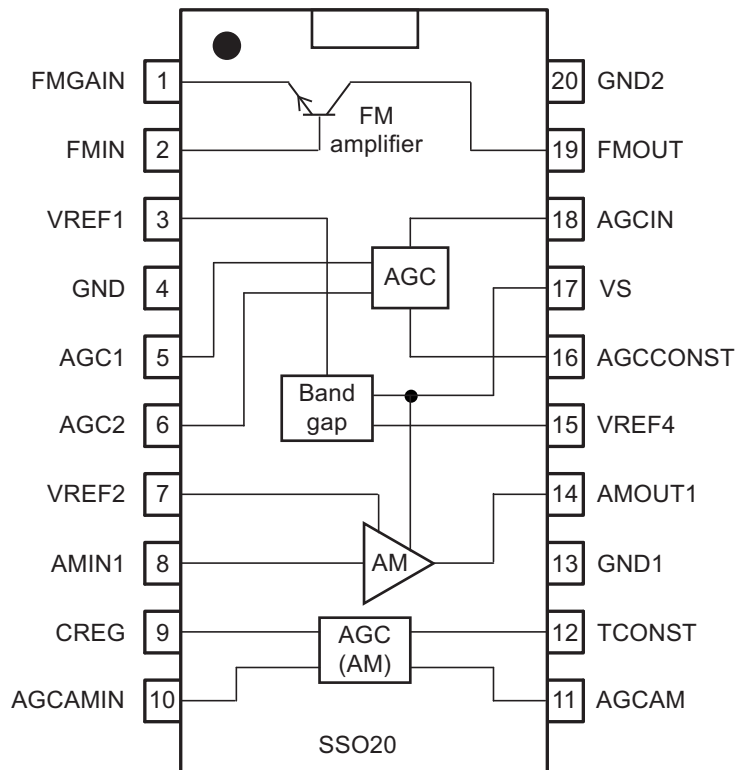 FMGAIN 1 20 GND2
FM
amplifier
FMIN 2 19 FMOUT
VREF1 3 18 AGCIN
AGC
GND 4 17 VS
AGC1 5 16 AGCCONST
Band
gap
AGC2 6 15 VREF4
VREF2 7 14 AMOUT1
AMIN1 8 AM 13 GND1
CREG 9 12 TCONST
AGC
(AM)
AGCAMIN 10 11 AGCAM
SSO20